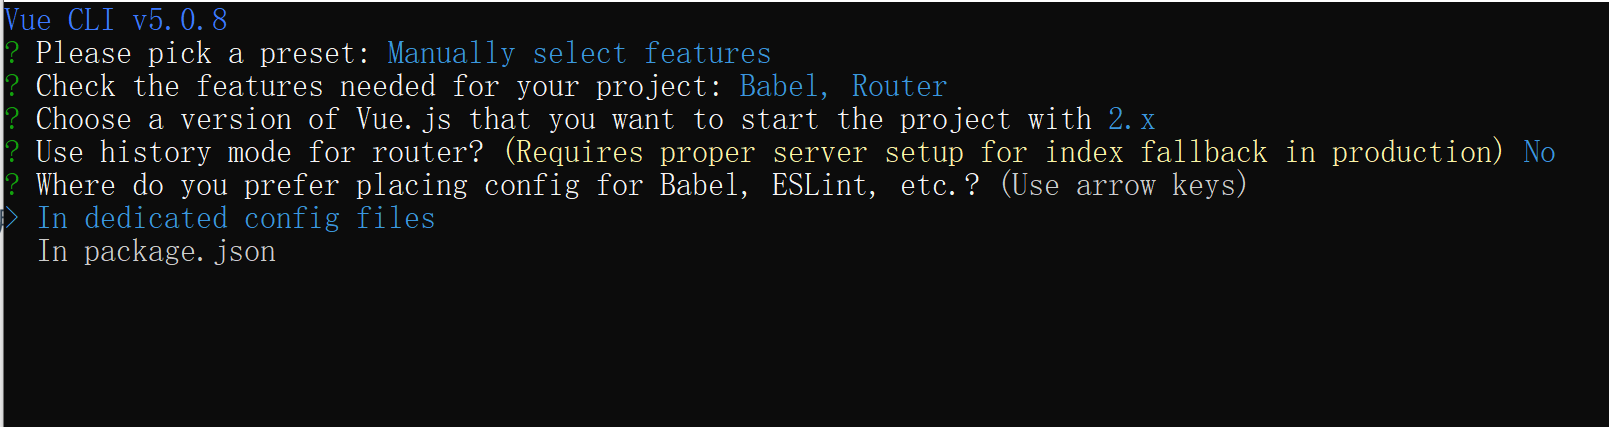 Vue CLI v5.0.8
? Please pick a preset: Manually select features
? Check the features needed for your project: Babel, Router
? Choose a version of Vue.js that you want to start the project with 2.x
? Use history mode for router? (Requires proper server setup for index fallback in production) No
? Where do you prefer placing config for Babel, ESLint, etc.? (Use arrow keys)
> In dedicated config files
In package.json